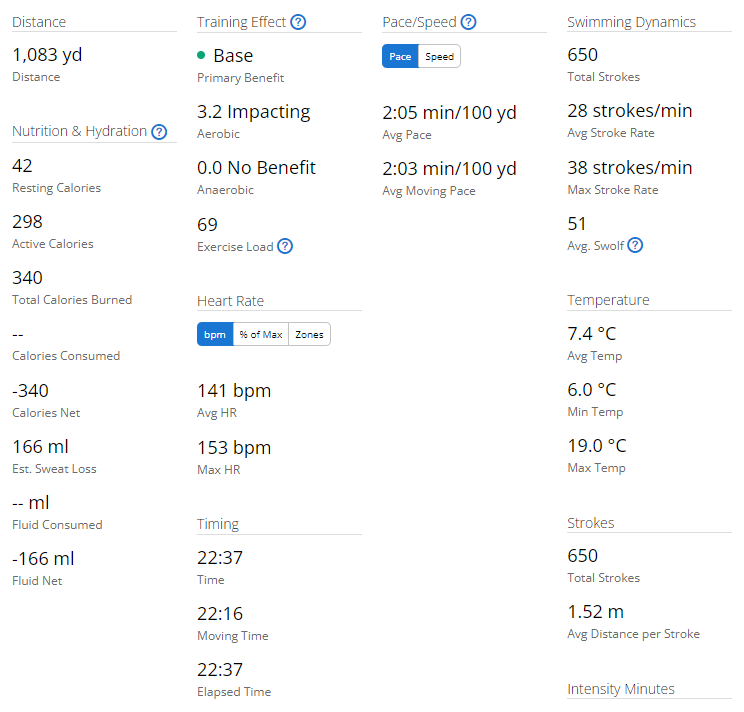 Distance
1,083 yd
Distance
Nutrition & Hydration ?
42
Resting Calories
298
Active Calories
340
Total Calories Burned
--
Calories Consumed
-340
Calories Net
166 ml
Est. Sweat Loss
-- ml
Fluid Consumed
-166 ml
Fluid Net
Training Effect ?
Base
Primary Benefit
3.2 Impacting
Aerobic
0.0 No Benefit
Anaerobic
69
Exercise Load ?
Heart Rate
bpm % of Max Zones
141 bpm
Avg HR
153 bpm
Max HR
Timing
22:37
Time
22:16
Moving Time
22:37
Elapsed Time
Pace/Speed ?
Pace Speed
2:05 min/100 yd
Avg Pace
2:03 min/100 yd
Avg Moving Pace
Swimming Dynamics
650
Total Strokes
28 strokes/min
Avg Stroke Rate
38 strokes/min
Max Stroke Rate
51
Avg. Swolf ?
Temperature
7.4 °C
Avg Temp
6.0 °C
Min Temp
19.0 °C
Max Temp
Strokes
650
Total Strokes
1.52 m
Avg Distance per Stroke
Intensity Minutes